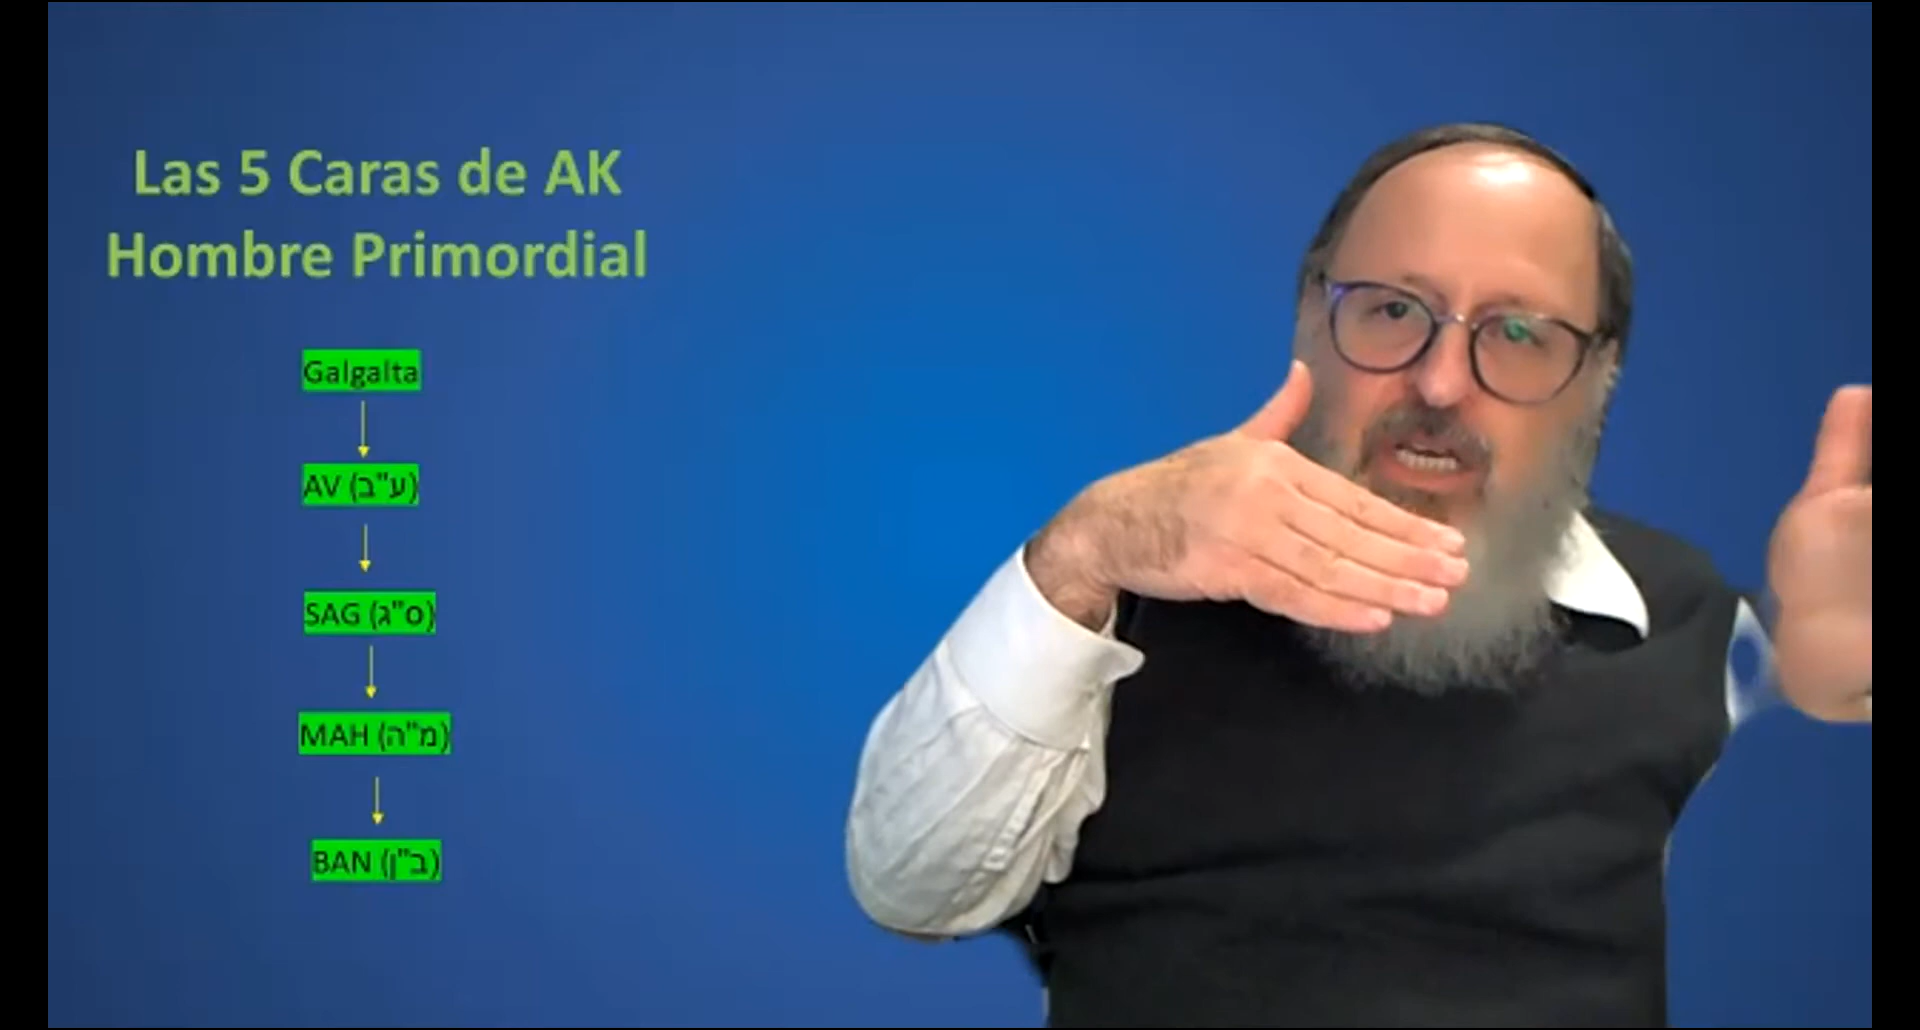 Las 5 Caras de AK
Hombre Primordial
Galgalta
AV (ע"ב)
SAG (ס"ג)
MAH (מ"ה)
BAN (ב"ן)